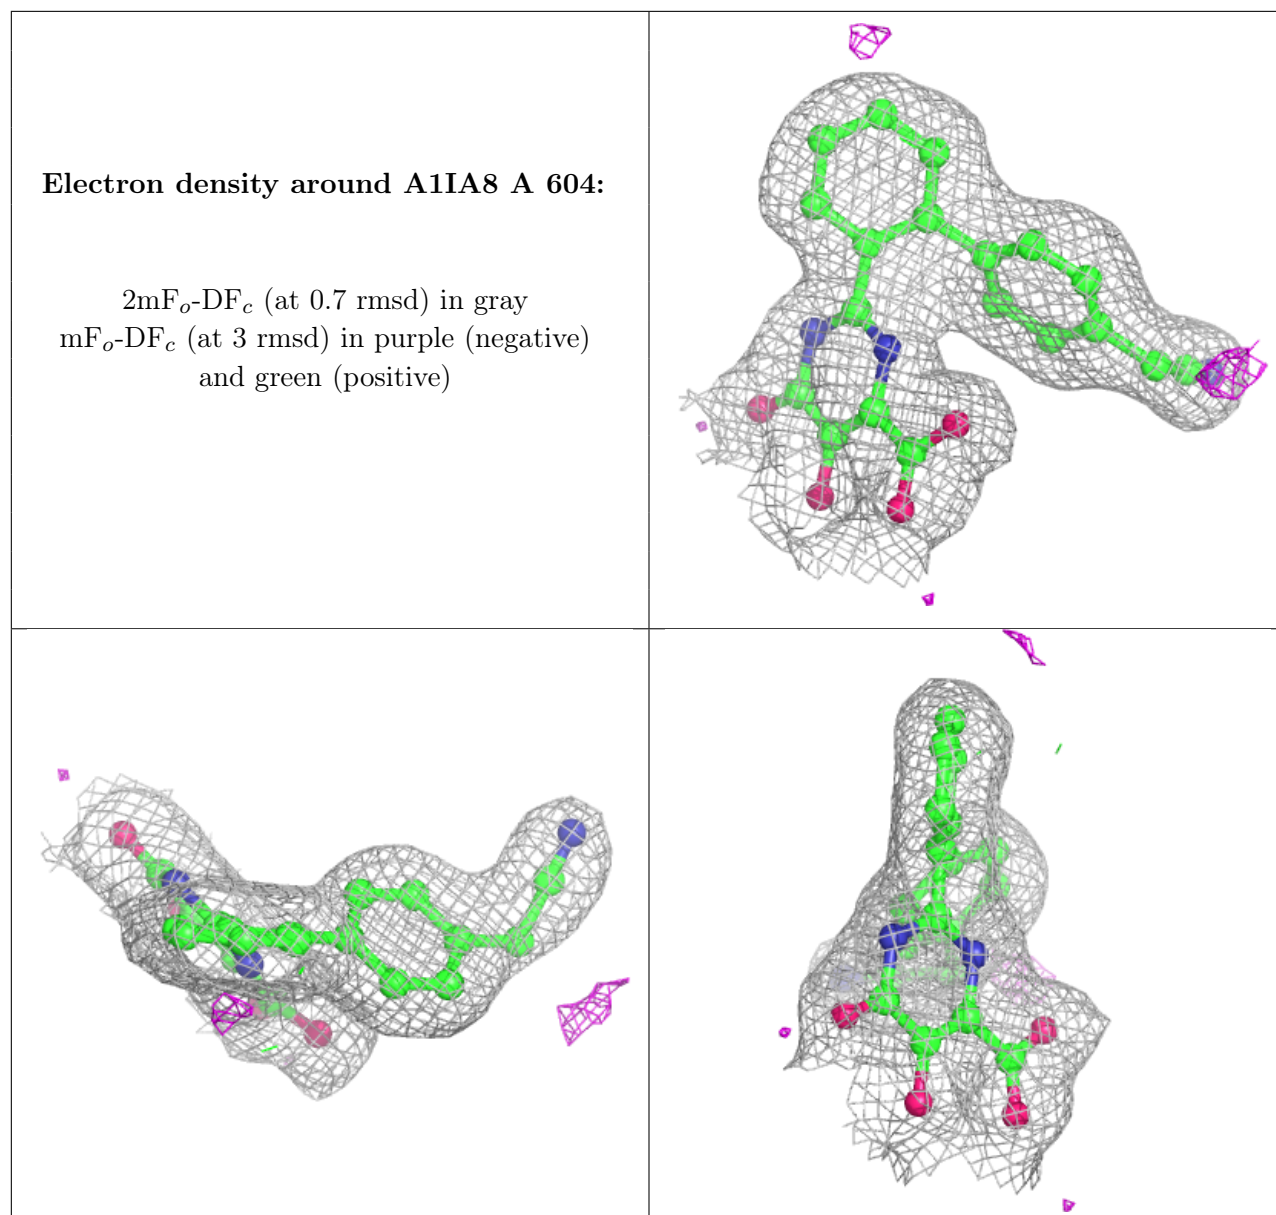 Electron density around A1IA8 A 604:
2mFo-DFc (at 0.7 rmsd) in gray
mFo-DFc (at 3 rmsd) in purple (negative)
and green (positive)